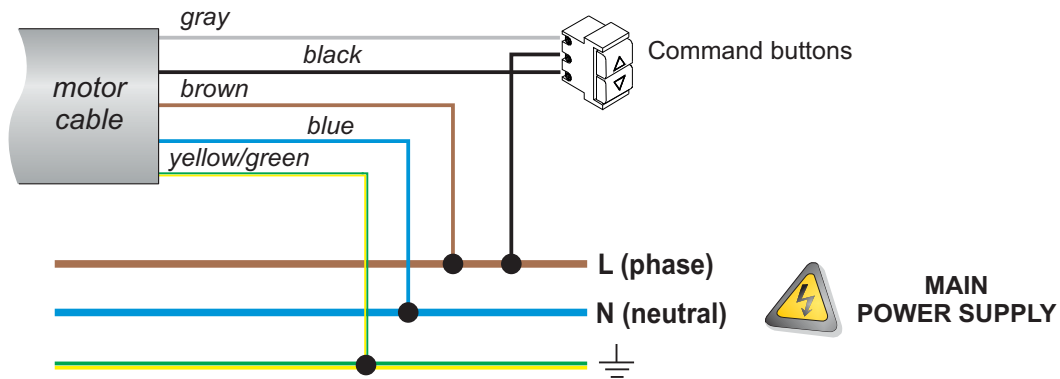 gray
black
Command buttons
motor
cable
brown
blue
yellow/green
L (phase)
N (neutral)
MAIN
POWER SUPPLY